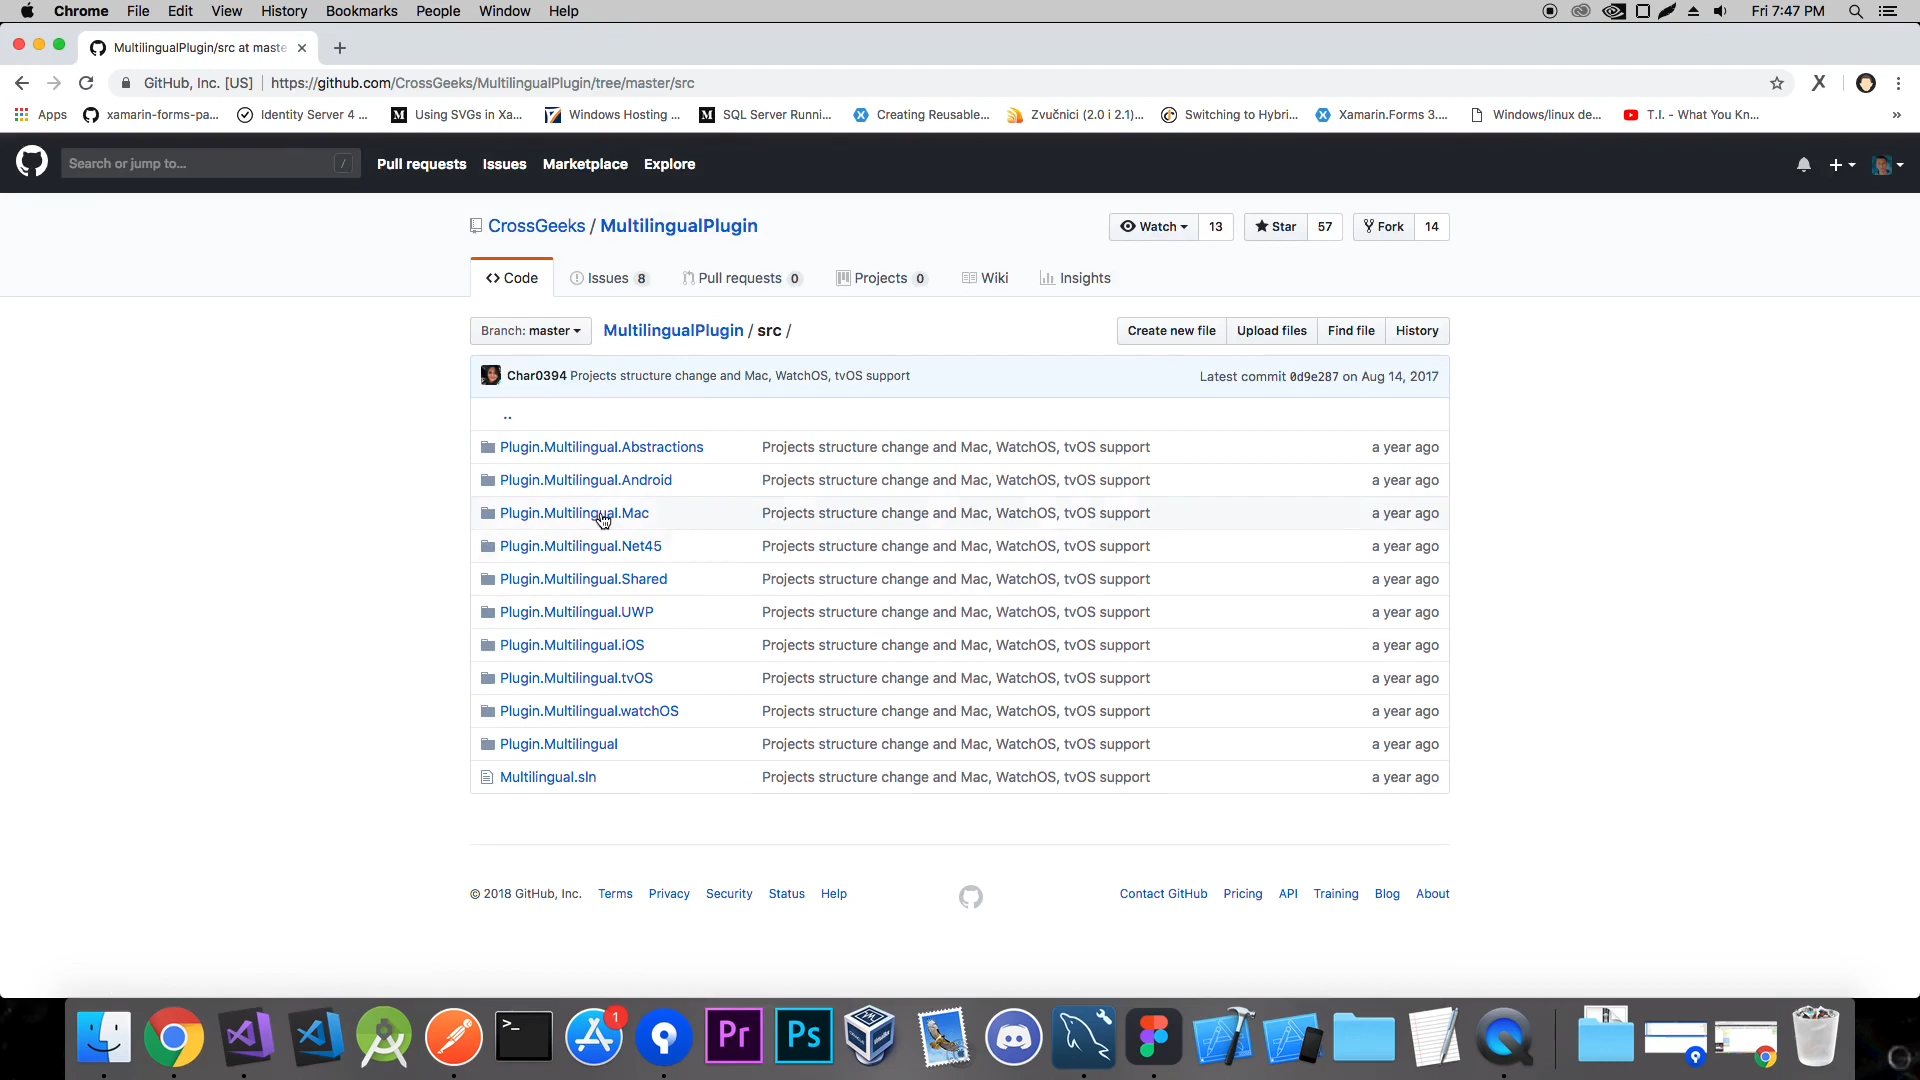 Chrome File Edit View History Bookmarks People Window Help Fri 7:47 PM
MultilingualPlugin/src at maste
GitHub, Inc. [US] https://github.com/CrossGeeks/MultilingualPlugin/tree/master/src
Apps xamarin-forms-pa... Identity Server 4 ... Using SVGs in Xa... Windows Hosting ... SQL Server Runni... Creating Reusable... Zvučnici (2.0 i 2.1)... Switching to Hybri... Xamarin.Forms 3.... Windows/linux de... T.I. - What You Kn... »
Search or jump to... / Pull requests Issues Marketplace Explore
CrossGeeks / MultilingualPlugin Watch 13 Star 57 Fork 14
Code Issues 8 Pull requests 0 Projects 0 Wiki Insights
Branch: master MultilingualPlugin / src / Create new file Upload files Find file History
Char0394 Projects structure change and Mac, WatchOS, tvOS support Latest commit 0d9e287 on Aug 14, 2017
..
Plugin.Multilingual.Abstractions Projects structure change and Mac, WatchOS, tvOS support a year ago
Plugin.Multilingual.Android Projects structure change and Mac, WatchOS, tvOS support a year ago
Plugin.Multilingual.Mac Projects structure change and Mac, WatchOS, tvOS support a year ago
Plugin.Multilingual.Net45 Projects structure change and Mac, WatchOS, tvOS support a year ago
Plugin.Multilingual.Shared Projects structure change and Mac, WatchOS, tvOS support a year ago
Plugin.Multilingual.UWP Projects structure change and Mac, WatchOS, tvOS support a year ago
Plugin.Multilingual.iOS Projects structure change and Mac, WatchOS, tvOS support a year ago
Plugin.Multilingual.tvOS Projects structure change and Mac, WatchOS, tvOS support a year ago
Plugin.Multilingual.watchOS Projects structure change and Mac, WatchOS, tvOS support a year ago
Plugin.Multilingual Projects structure change and Mac, WatchOS, tvOS support a year ago
Multilingual.sln Projects structure change and Mac, WatchOS, tvOS support a year ago
© 2018 GitHub, Inc. Terms Privacy Security Status Help Contact GitHub Pricing API Training Blog About
>_ 1 Pr Ps